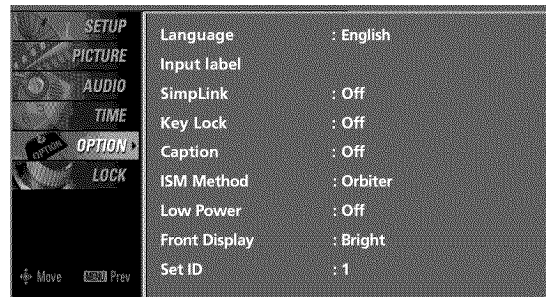 SETUP
PICTURE
AUDIO
TIME
OPTION
LOCK
Move MENU Prev
Language : English
Input label
SimpLink : Off
Key Lock : Off
Caption : Off
ISM Method : Orbiter
Low Power : Off
Front Display : Bright
Set ID : 1